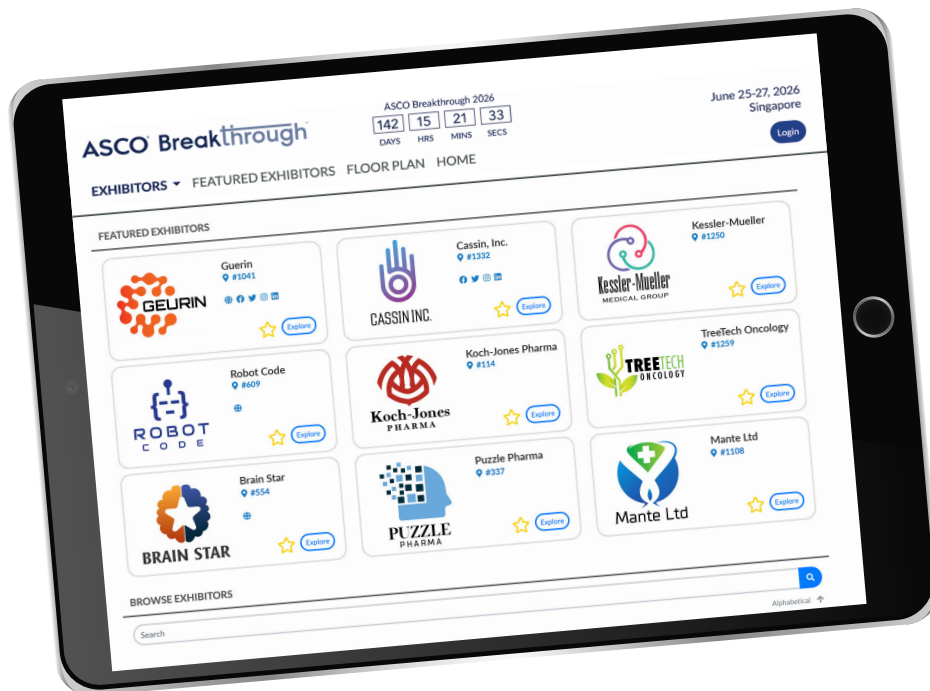 ASCO® Breakthrough™
ASCO Breakthrough 2026
142 15 21 33
DAYS HRS MINS SECS
June 25-27, 2026
Singapore
Login
EXHIBITORS FEATURED EXHIBITORS FLOOR PLAN HOME
FEATURED EXHIBITORS
GEURIN
Guerin
#1041
Explore
CASSIN INC.
Cassin, Inc.
#1332
Explore
Kessler-Mueller
MEDICAL GROUP
Kessler-Mueller
#1250
Explore
ROBOT
CODE
Robot Code
#609
Explore
Koch-Jones
PHARMA
Koch-Jones Pharma
#114
Explore
TREETECH
ONCOLOGY
TreeTech Oncology
#1259
Explore
BRAIN STAR
Brain Star
#554
Explore
PUZZLE
PHARMA
Puzzle Pharma
#337
Explore
Mante Ltd
Mante Ltd
#1108
Explore
BROWSE EXHIBITORS
Search
Alphabetical